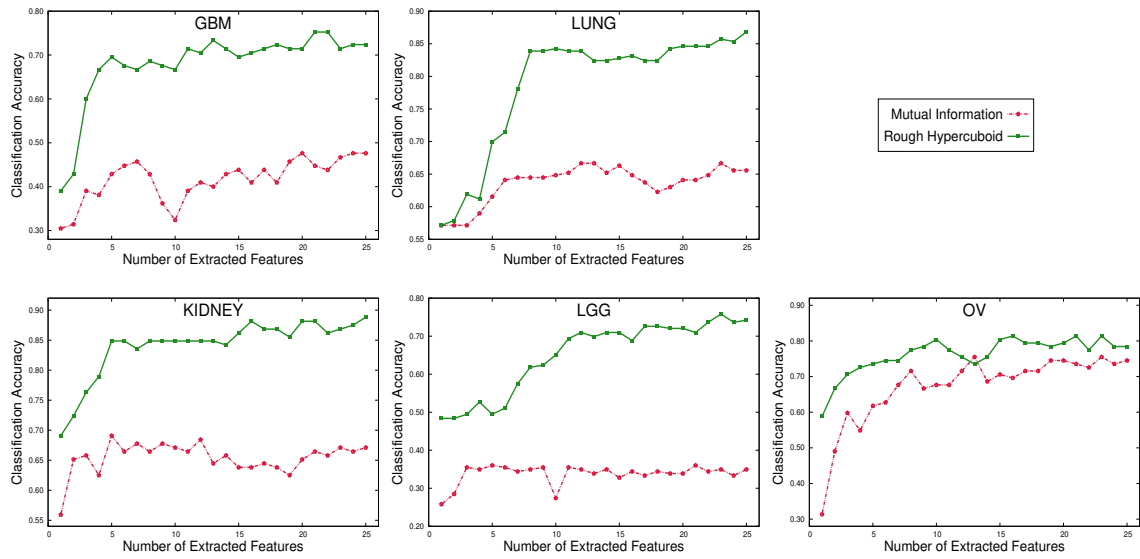 GBM
Classification Accuracy
0.80
0.70
0.60
0.50
0.40
0.30
0 5 10 15 20 25
Number of Extracted Features
LUNG
Classification Accuracy
0.90
0.85
0.80
0.75
0.70
0.65
0.60
0.55
0 5 10 15 20 25
Number of Extracted Features
Mutual Information
Rough Hypercuboid
KIDNEY
Classification Accuracy
0.90
0.85
0.80
0.75
0.70
0.65
0.60
0.55
0 5 10 15 20 25
Number of Extracted Features
LGG
Classification Accuracy
0.80
0.70
0.60
0.50
0.40
0.30
0.20
0 5 10 15 20 25
Number of Extracted Features
OV
Classification Accuracy
0.90
0.80
0.70
0.60
0.50
0.40
0.30
0 5 10 15 20 25
Number of Extracted Features